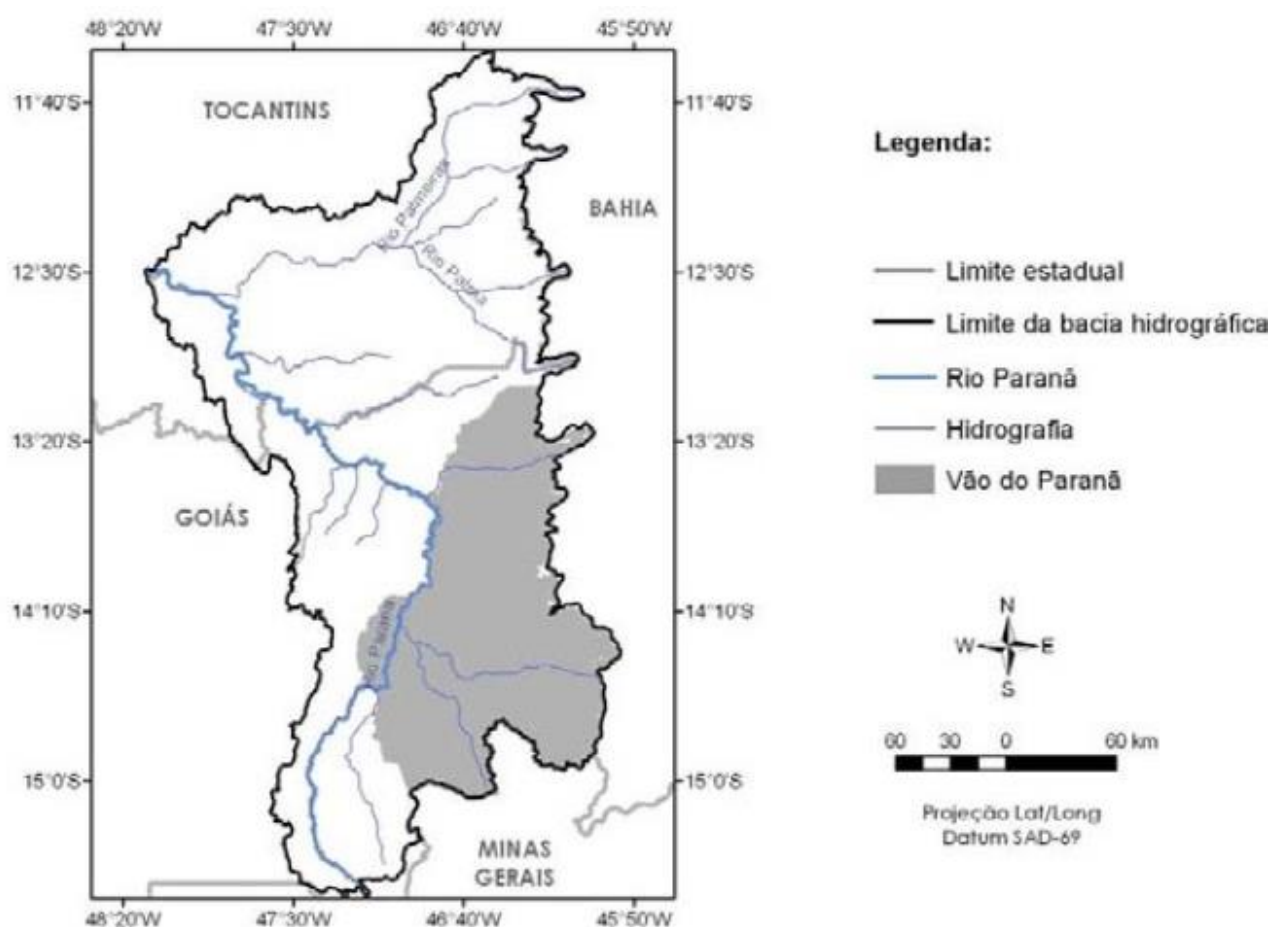 48°20'W 47°30'W 46°40'W 45°50'W
11°40'S 11°40'S
TOCANTINS
BAHIA
Rio Palmeiras
Rio Palma
12°30'S 12°30'S
13°20'S 13°20'S
GOIÁS
14°10'S 14°10'S
Rio Paranã
15°0'S 15°0'S
MINAS
GERAIS
48°20'W 47°30'W 46°40'W 45°50'W
Legenda:
Limite estadual
Limite da bacia hidrográfica
Rio Paranã
Hidrografia
Vão do Paranã
N
W E
S
60 30 0 60 km
Projeção Lat/Long
Datum SAD-69